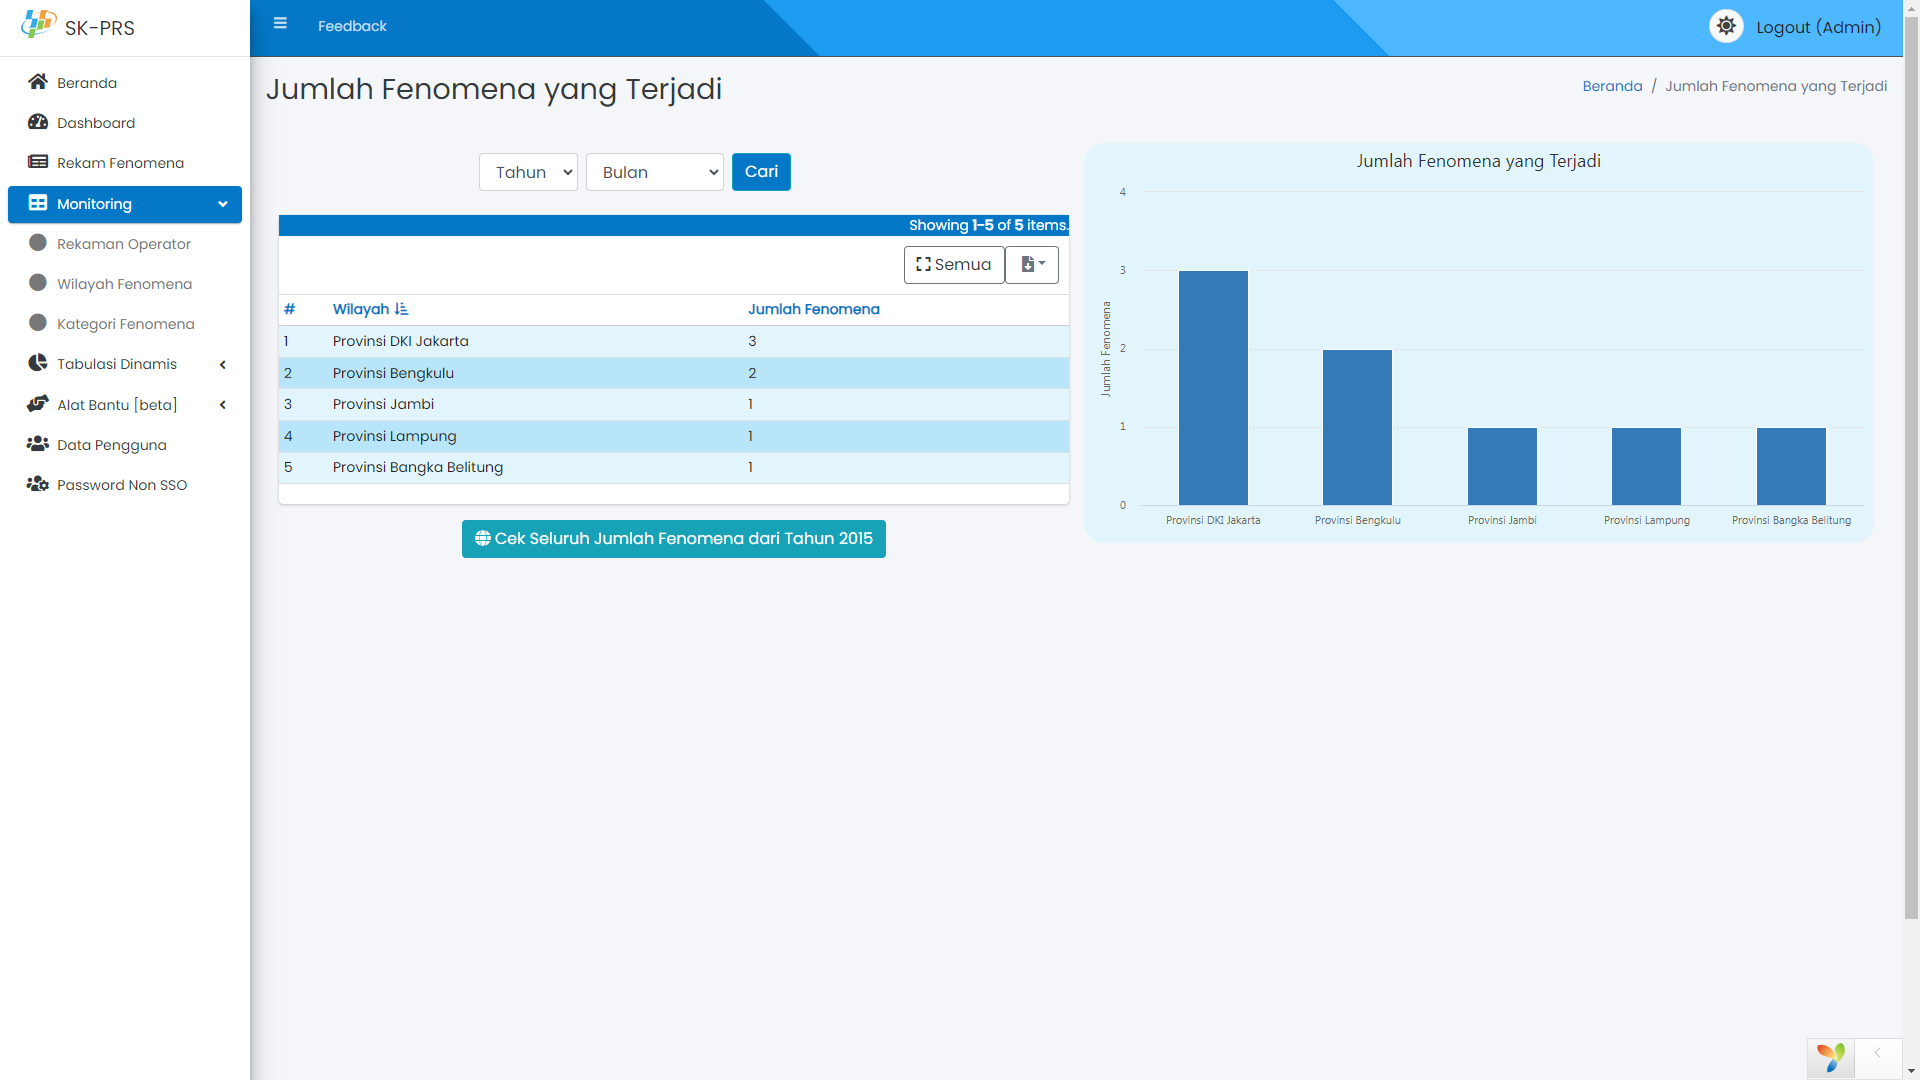 SK-PRS
Feedback
Logout (Admin)
Beranda
Dashboard
Rekam Fenomena
Monitoring
Rekaman Operator
Wilayah Fenomena
Kategori Fenomena
Tabulasi Dinamis
Alat Bantu [beta]
Data Pengguna
Password Non SSO
Jumlah Fenomena yang Terjadi
Beranda / Jumlah Fenomena yang Terjadi
Tahun Bulan Cari
Showing 1-5 of 5 items.
Semua
# Wilayah Jumlah Fenomena
1 Provinsi DKI Jakarta 3
2 Provinsi Bengkulu 2
3 Provinsi Jambi 1
4 Provinsi Lampung 1
5 Provinsi Bangka Belitung 1
Cek Seluruh Jumlah Fenomena dari Tahun 2015
Jumlah Fenomena yang Terjadi
Jumlah Fenomena
4
3
2
1
0
Provinsi DKI Jakarta Provinsi Bengkulu Provinsi Jambi Provinsi Lampung Provinsi Bangka Belitung